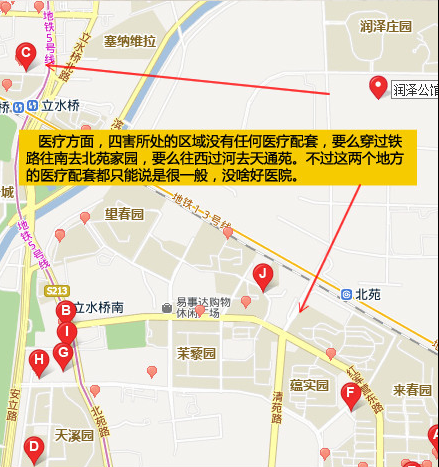 润泽庄园
塞纳维拉
地铁5号线
立水桥北路
C
润泽公馆
桥
立水桥
医疗方面，四害所处的区域没有任何医疗配套，要么穿过铁
路往南去北苑家园，要么往西过河去天通苑。不过这两个地方
的医疗配套都只能说是很一般，没啥好医院。
城
地铁13号线
望春园
地铁5号线
J
S213
北苑
B
立水桥南
易事达购物
休闲广场
I
茉藜园
H
G
红军营东路
蕴实园
来春园
F
安立路
北苑路
清苑路
天溪园
D
A